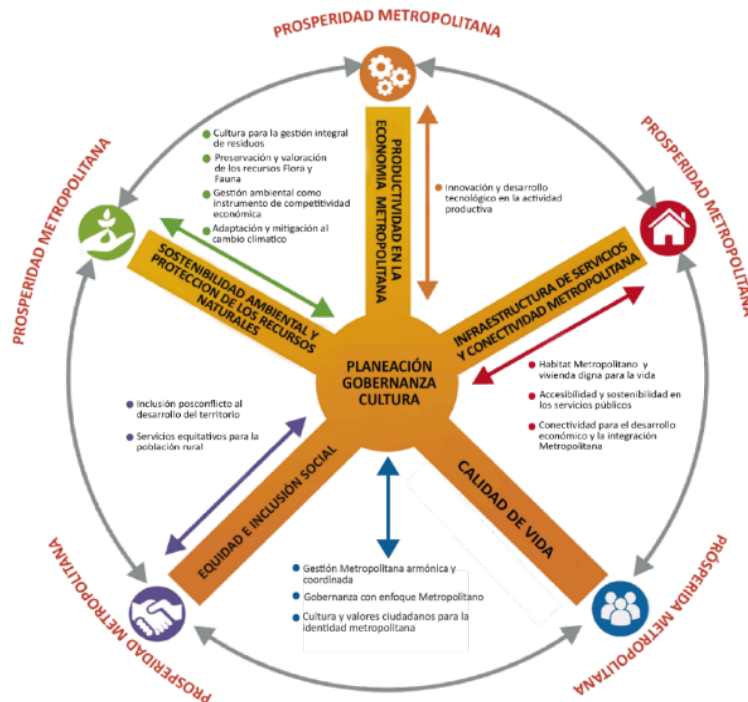 PROSPERIDAD METROPOLITANA
PROSPERIDAD METROPOLITANA
PROSPERIDAD METROPOLITANA
Cultura para la gestión integral
de residuos
Preservación y valoración
de los recursos Flora y
Fauna
Gestión ambiental como
instrumento de competitividad
económica
Adaptación y mitigación al
cambio climatico
PRODUCTIVIDAD EN LA
ECONOMIA METROPOLITANA
Innovación y desarrollo
tecnológico en la actividad
productiva
SOSTENIBILIDAD AMBIENTAL Y
PROTECCION DE LOS RECURSOS
NATURALES
INFRAESTRUCTURA DE SERVICIOS
Y CONECTIVIDAD METROPOLITANA
PLANEACIÓN
GOBERNANZA
CULTURA
Habitat Metropolitano y
vivienda digna para la vida
Accesibilidad y sostenibilidad en
los servicios públicos
Conectividad para el desarrollo
económico y la integración
Metropolitana
Inclusión posconflicto al
desarrollo del territorio
Servicios equitativos para la
población rural
EQUIDAD E INCLUSIÓN SOCIAL
CALIDAD DE VIDA
Gestión Metropolitana armónica y
coordinada
Gobernanza con enfoque Metropolitano
Cultura y valores ciudadanos para la
identidad metropolitana
PROSPERIDAD METROPOLITANA
PRÓSPERIDA METROPOLITANA